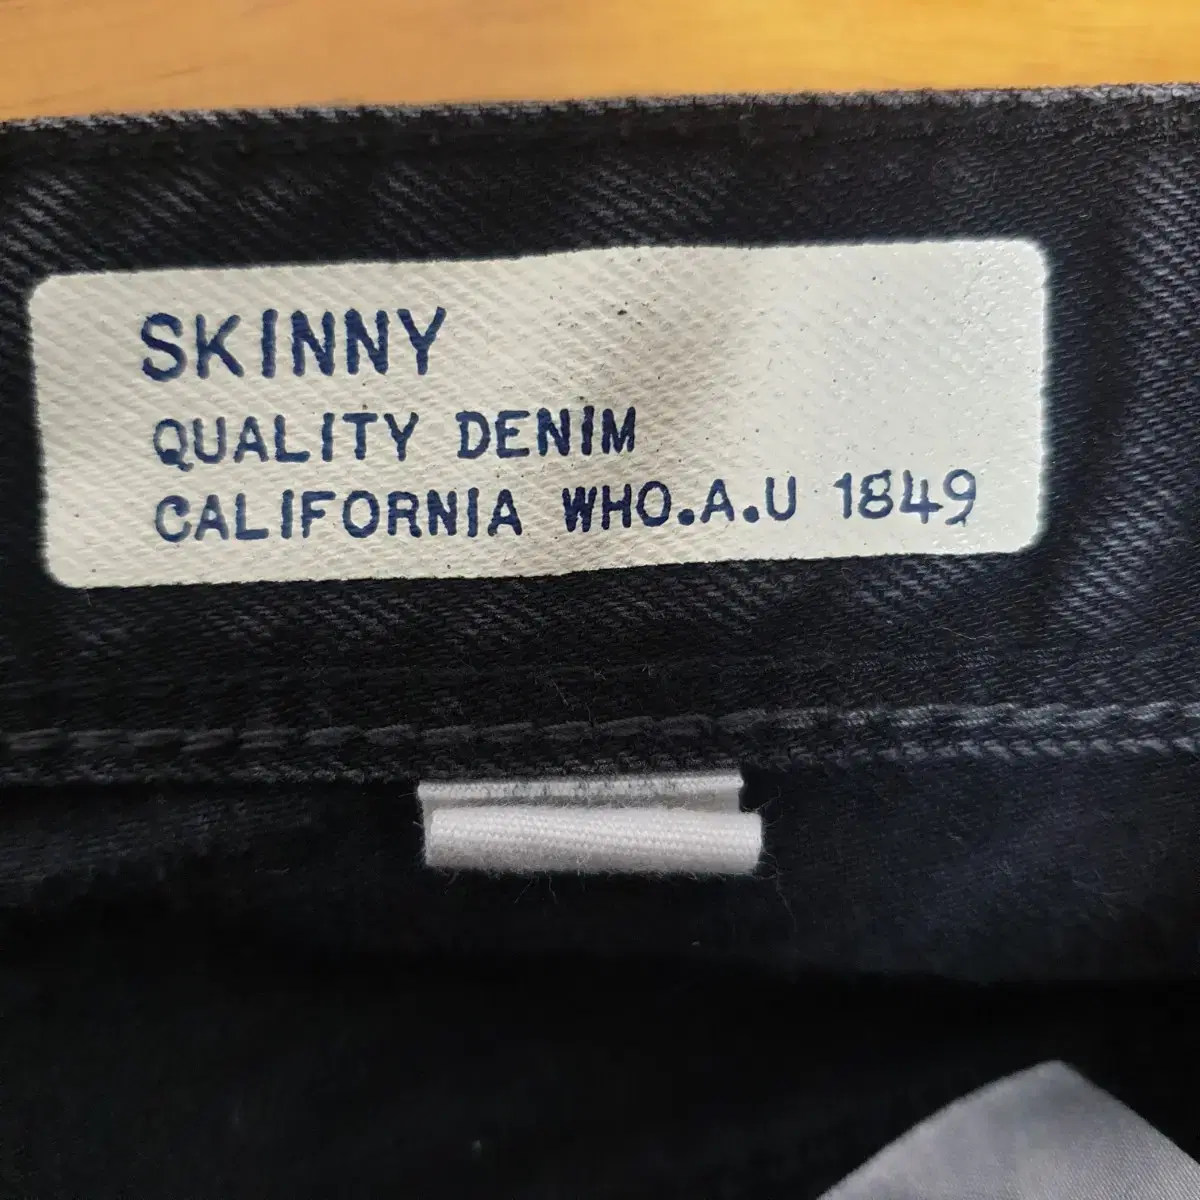 SKINNY
QUALITY DENIM
CALIFORNIA WHO.A.U 1849